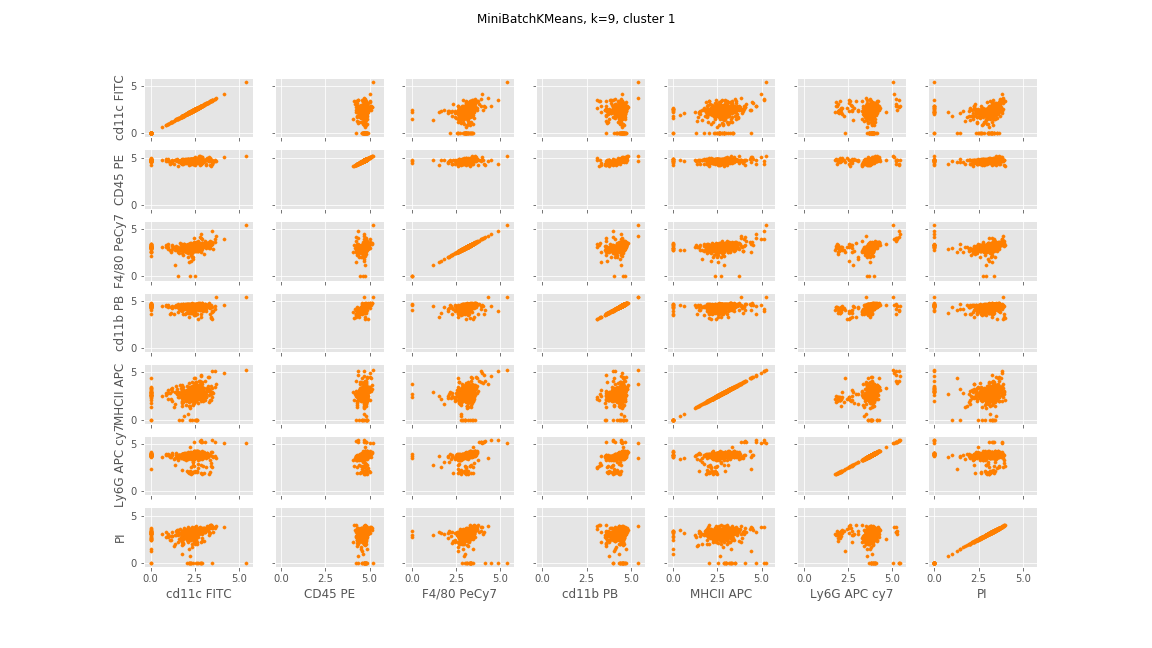 MiniBatchKMeans, k=9, cluster 1
cd11c FITC
5
0
CD45 PE
5
0
F4/80 PeCy7
5
0
cd11b PB
5
0
MHCII APC
5
0
Ly6G APC cy7
5
0
PI
5
0
0.0 2.5 5.0 0.0 2.5 5.0 0.0 2.5 5.0 0.0 2.5 5.0 0.0 2.5 5.0 0.0 2.5 5.0 0.0 2.5 5.0
cd11c FITC CD45 PE F4/80 PeCy7 cd11b PB MHCII APC Ly6G APC cy7 PI